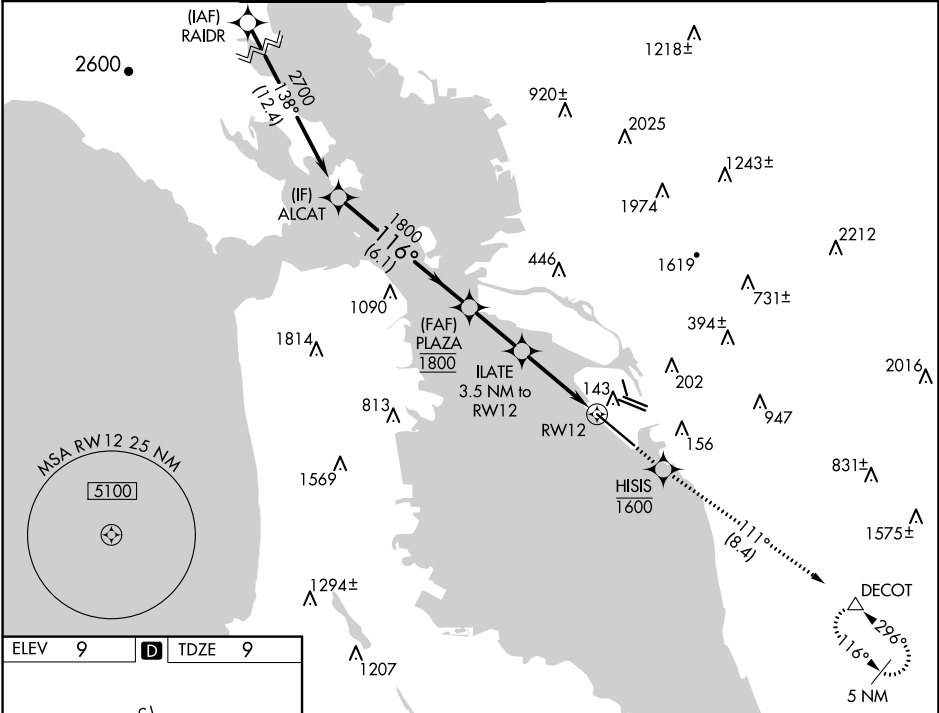 (IAF)
RAIDR
2600
1218±
2700
138°
(12.4)
920±
2025
1243±
1974
(IF)
ALCAT
1800
116°
(6.1)
2212
446
1619
731±
1090
(FAF)
PLAZA
1800
394±
1814
ILATE
3.5 NM to
RW12
202
2016
143
813
947
RW12
156
MSA RW12 25 NM
5100
1569
HISIS
1600
831±
111°
(8.4)
1575±
1294±
DECOT
296°
116°
5 NM
ELEV 9 D TDZE 9
1207